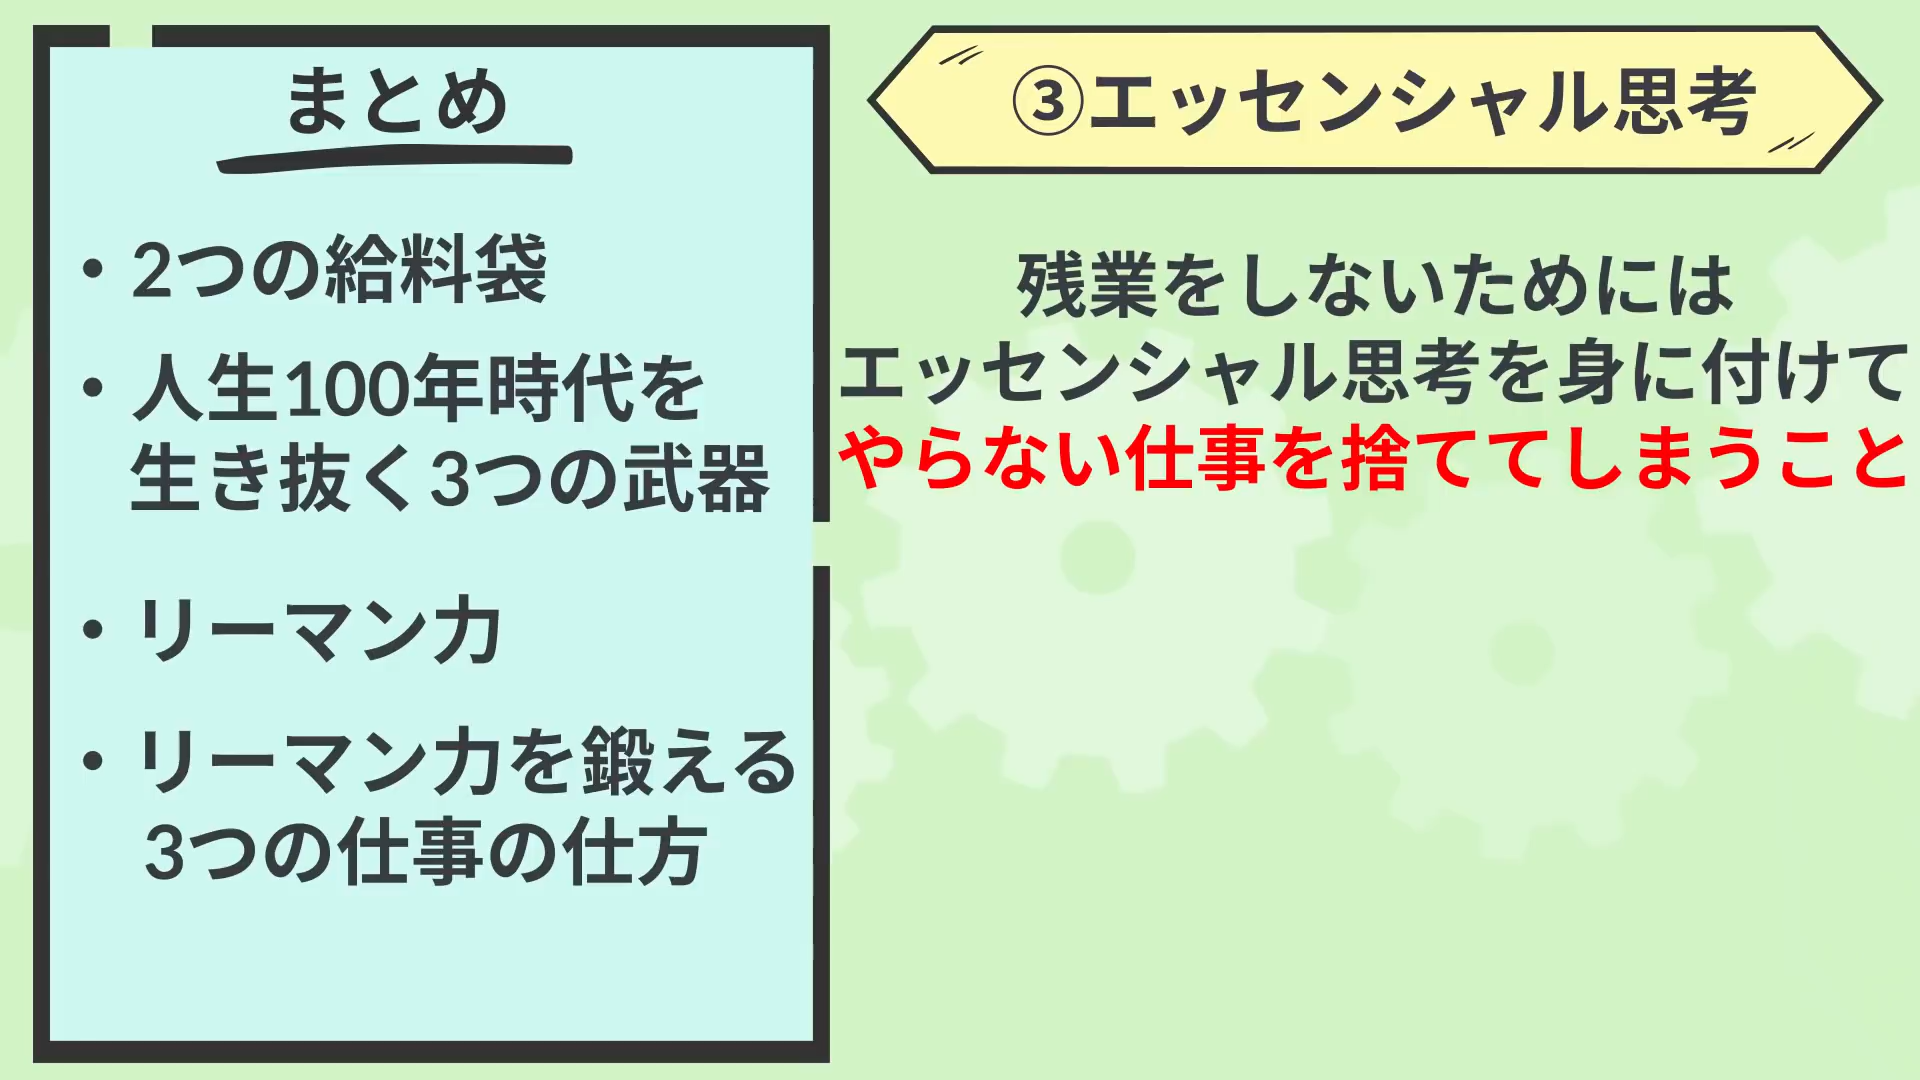 まとめ
・2つの給料袋
・人生100年時代を
生き抜く3つの武器
・リーマン力
・リーマン力を鍛える
3つの仕事の仕方
③エッセンシャル思考
残業をしないためには
エッセンシャル思考を身に付けて
やらない仕事を捨ててしまうこと